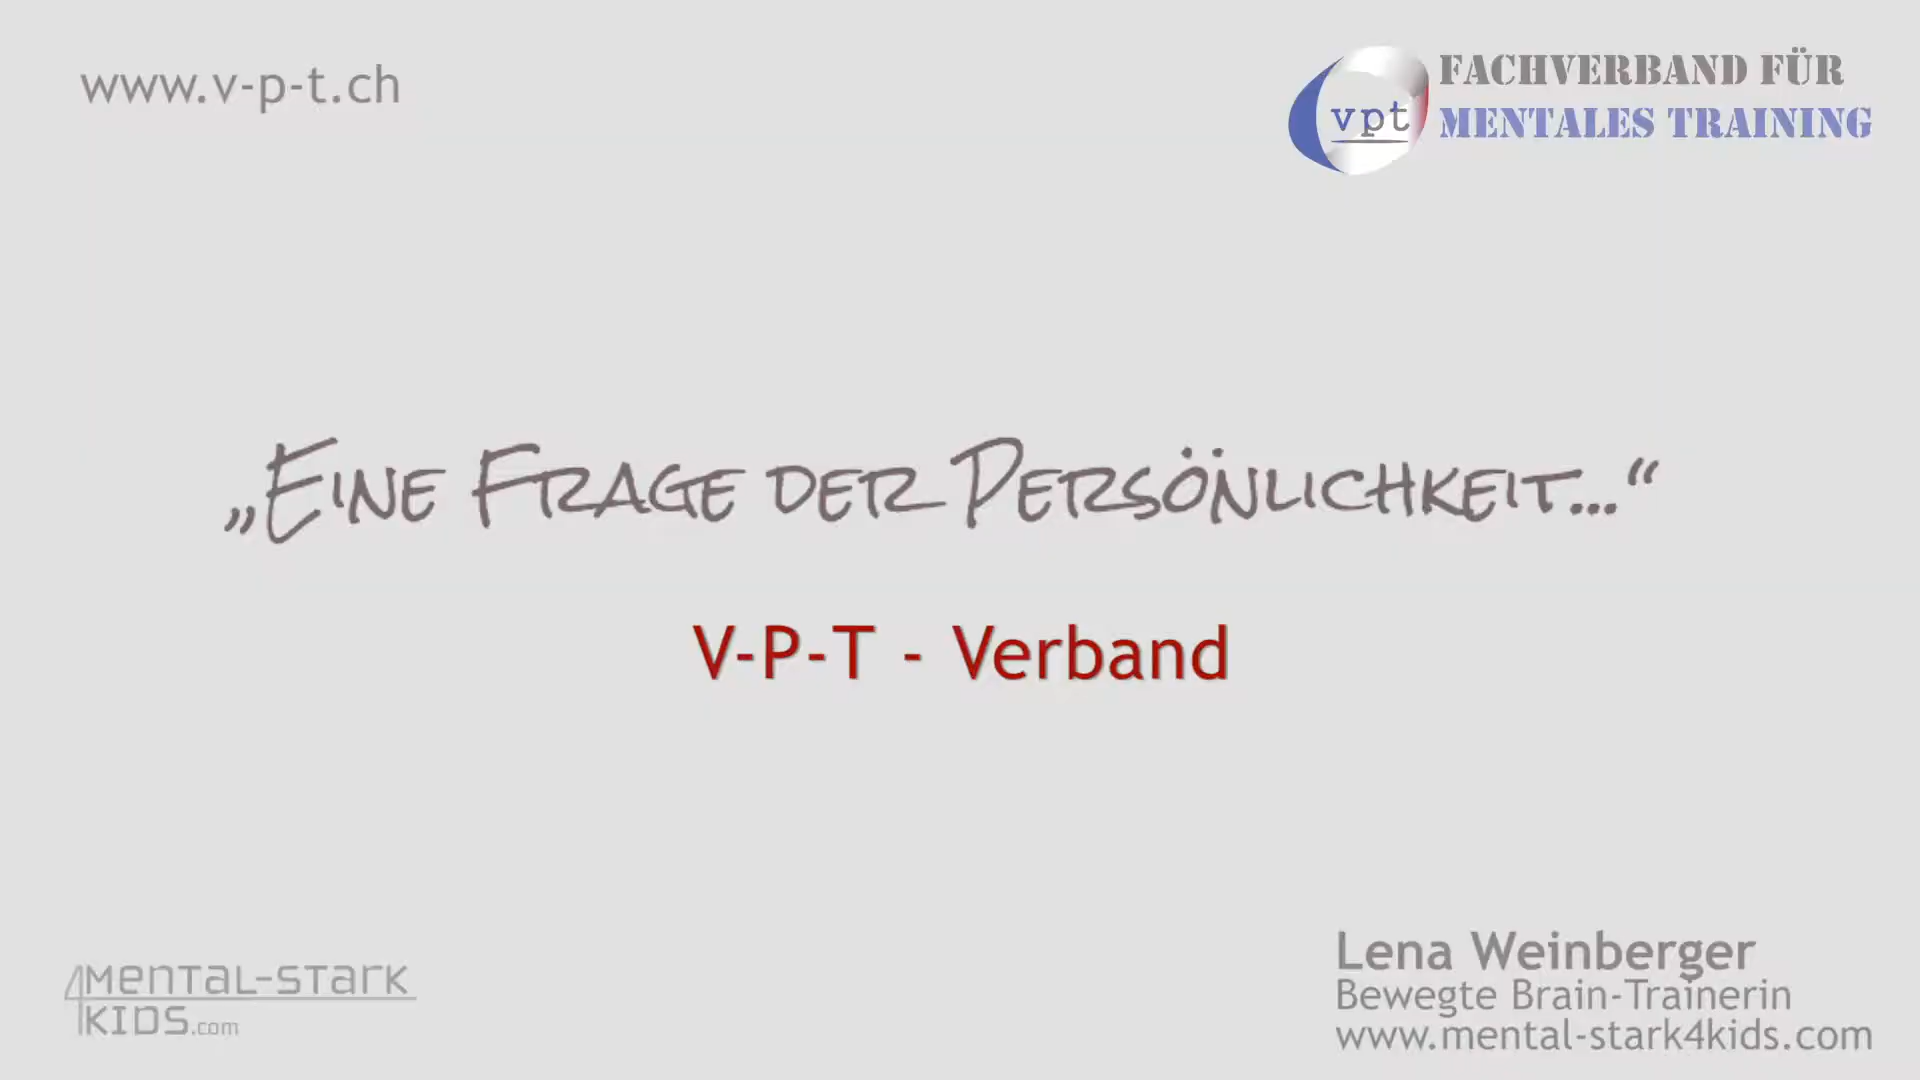 www.v-p-t.ch
vpt
FACHVERBAND FÜR
MENTALES TRAINING
„EINE FRAGE DER PERSÖNLICHKEIT...“
V-P-T - Verband
4MENTAL-STARK
KIDS.com
Lena Weinberger
Bewegte Brain-Trainerin
www.mental-stark4kids.com